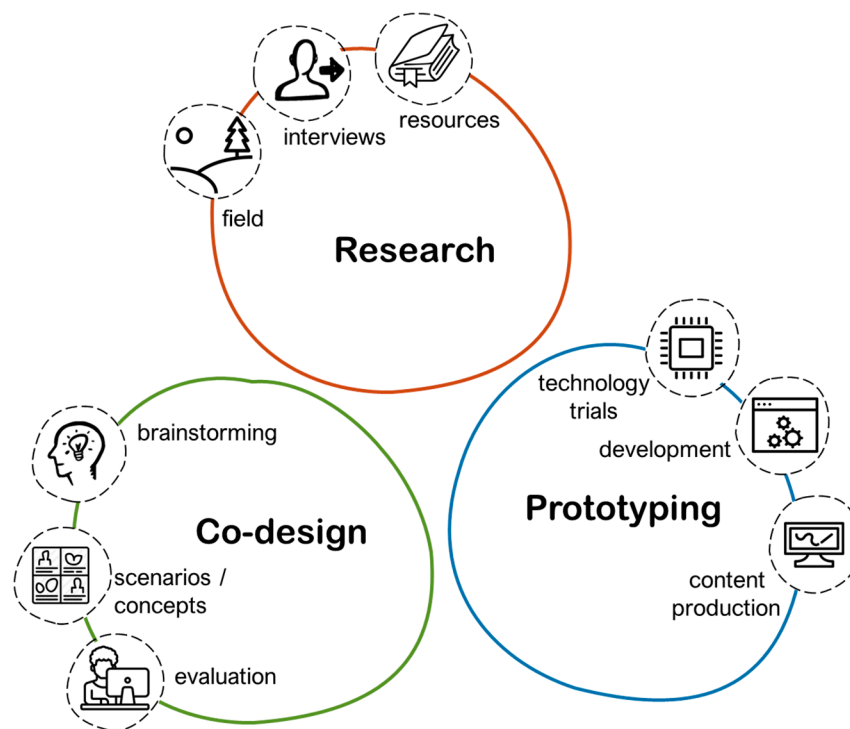 resources
interviews
field
Research
technology
trials
development
Prototyping
content
production
brainstorming
Co-design
scenarios /
concepts
evaluation